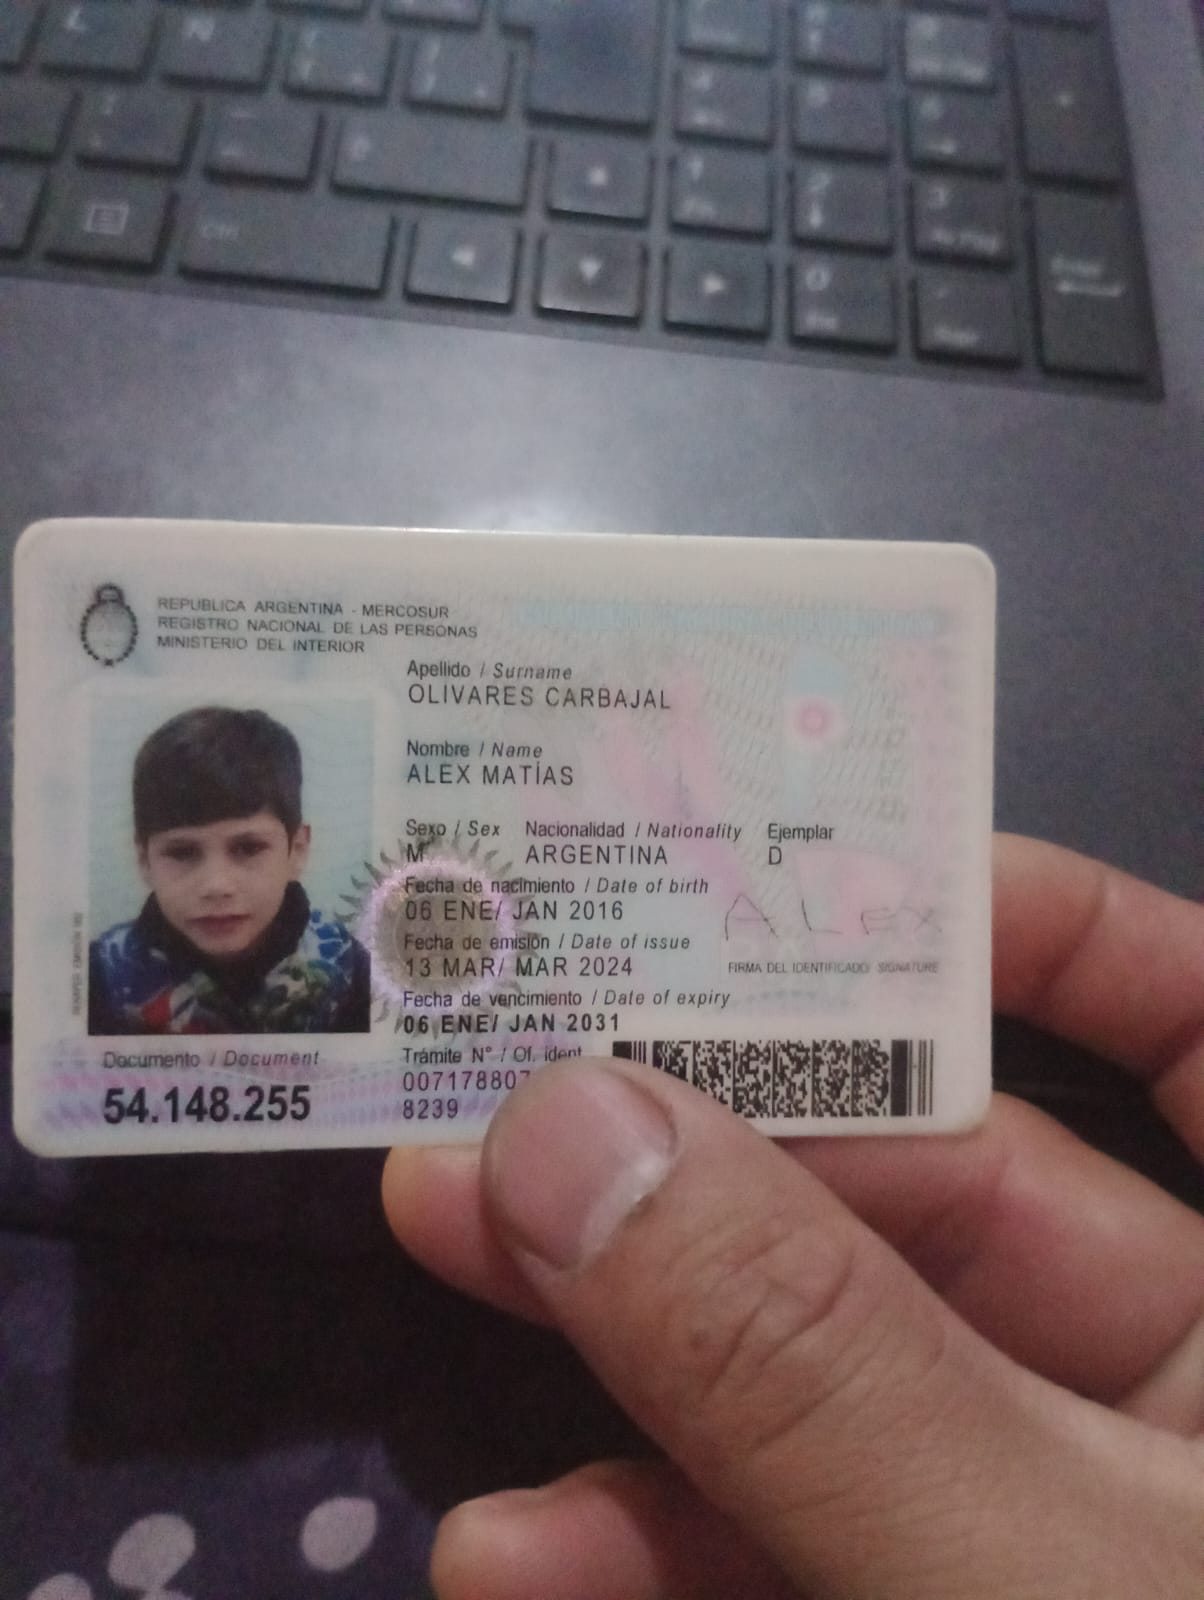 REPUBLICA ARGENTINA - MERCOSUR
REGISTRO NACIONAL DE LAS PERSONAS
MINISTERIO DEL INTERIOR
Apellido / Surname
OLIVARES CARBAJAL
Nombre / Name
ALEX MATÍAS
Sexo / Sex Nacionalidad / Nationality Ejemplar
M ARGENTINA D
Fecha de nacimiento / Date of birth
06 ENE/ JAN 2016
Fecha de emisión / Date of issue
13 MAR/ MAR 2024
ALEX
FIRMA DEL IDENTIFICADO/ SIGNATURE
Fecha de vencimiento / Date of expiry
06 ENE/ JAN 2031
Documento / Document
54.148.255
Trámite N° / Of. ident
007178807
8239